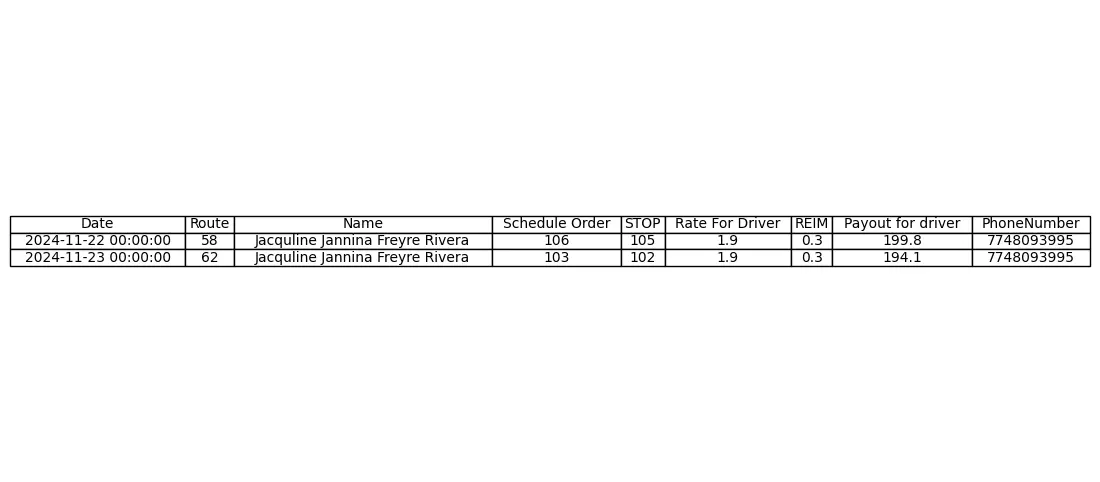 Date Route Name Schedule Order STOP Rate For Driver REIM Payout for driver PhoneNumber
2024-11-22 00:00:00 58 Jacquline Jannina Freyre Rivera 106 105 1.9 0.3 199.8 7748093995
2024-11-23 00:00:00 62 Jacquline Jannina Freyre Rivera 103 102 1.9 0.3 194.1 7748093995